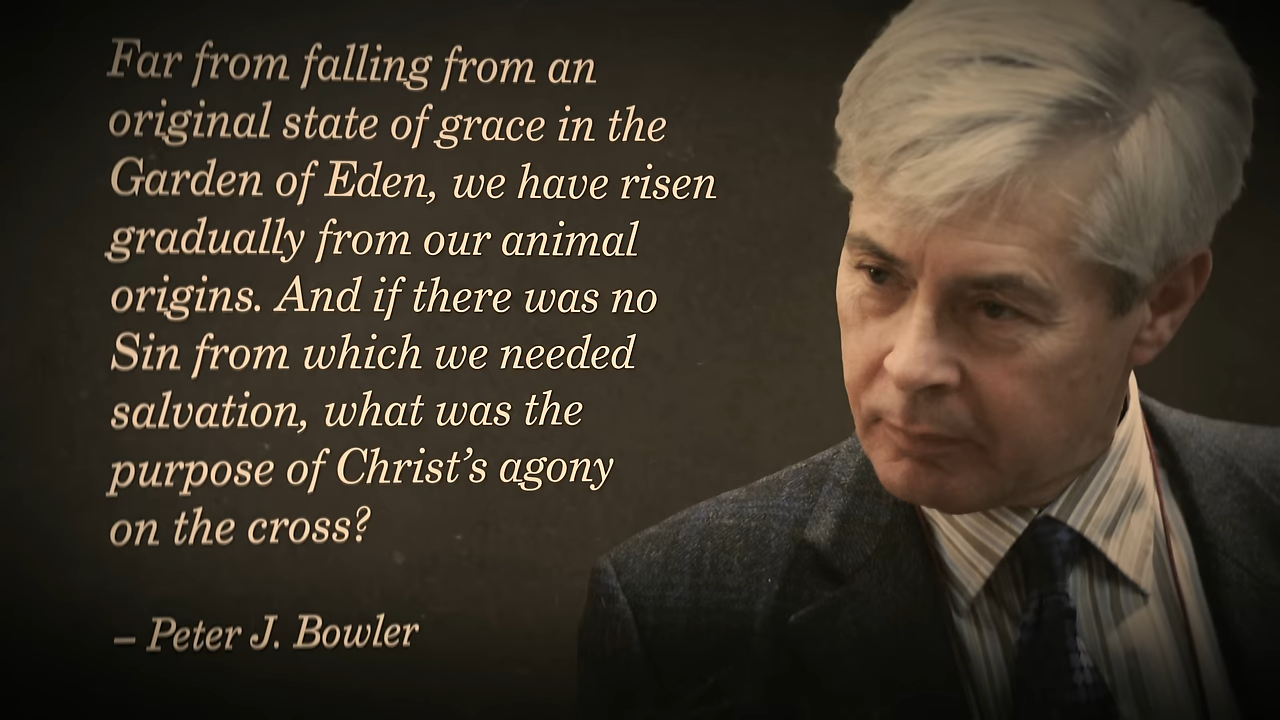 Far from falling from an
original state of grace in the
Garden of Eden, we have risen
gradually from our animal
origins. And if there was no
Sin from which we needed
salvation, what was the
purpose of Christ’s agony
on the cross?
– Peter J. Bowler